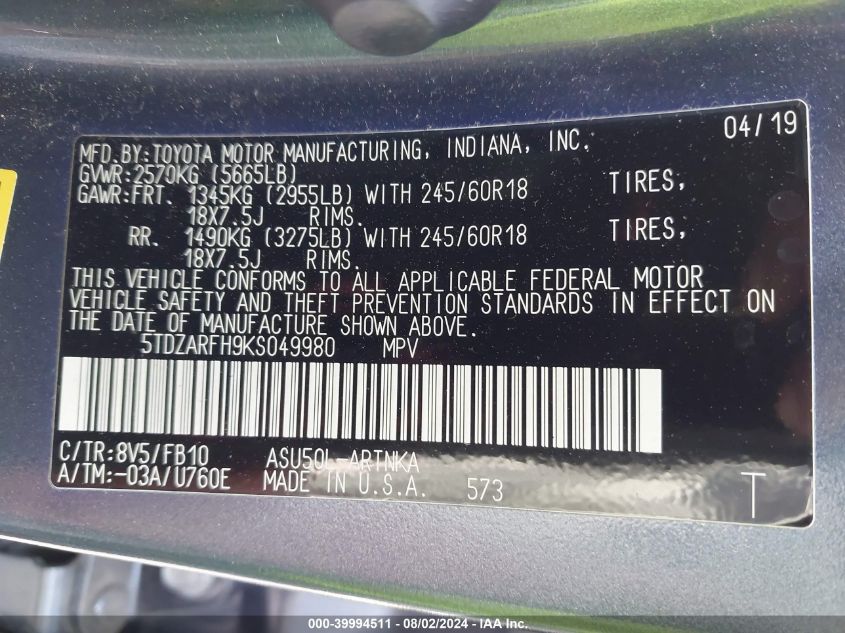 04/19
MFD.BY:TOYOTA MOTOR MANUFACTURING, INDIANA, INC.
GVWR:2570KG (5665LB)
GAWR:FRT. 1345KG (2955LB) WITH 245/60R18 TIRES,
18X7.5J RIMS.
RR. 1490KG (3275LB) WITH 245/60R18 TIRES,
18X7.5J RIMS.
THIS VEHICLE CONFORMS TO ALL APPLICABLE FEDERAL MOTOR
VEHICLE SAFETY AND THEFT PREVENTION STANDARDS IN EFFECT ON
THE DATE OF MANUFACTURE SHOWN ABOVE.
5TDZARFH9KS049980 MPV
C/TR:8V5/FB10 ASU50L-ARTNKA
A/TM:-03A/U760E MADE IN U.S.A. 573
T
000-39994511 - 08/02/2024 - IAA Inc.